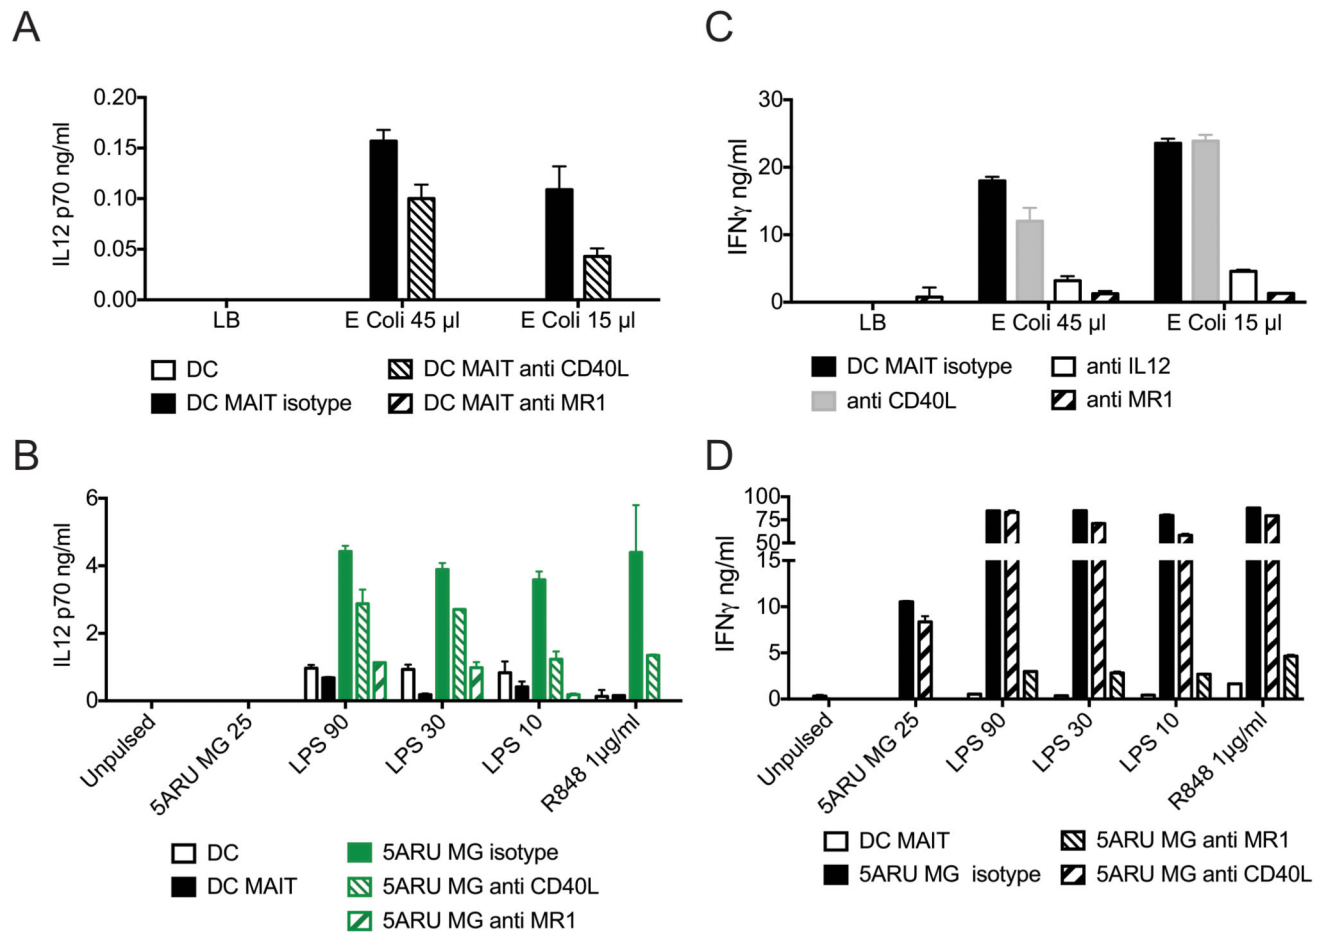 A
IL12 p70 ng/ml
0.20
0.15
0.10
0.05
0.00
LB
E Coli 45 µl
E Coli 15 µl
DC
DC MAIT anti CD40L
DC MAIT isotype
DC MAIT anti MR1
C
IFNγ ng/ml
30
20
10
0
LB
E Coli 45 µl
E Coli 15 µl
DC MAIT isotype
anti IL12
anti CD40L
anti MR1
B
IL12 p70 ng/ml
6
4
2
0
Unpulsed
5ARU MG 25
LPS 90
LPS 30
LPS 10
R848 1µg/ml
DC
5ARU MG isotype
DC MAIT
5ARU MG anti CD40L
5ARU MG anti MR1
D
IFNγ ng/ml
100
75
50
15
10
5
0
Unpulsed
5ARU MG 25
LPS 90
LPS 30
LPS 10
R848 1µg/ml
DC MAIT
5ARU MG anti MR1
5ARU MG isotype
5ARU MG anti CD40L